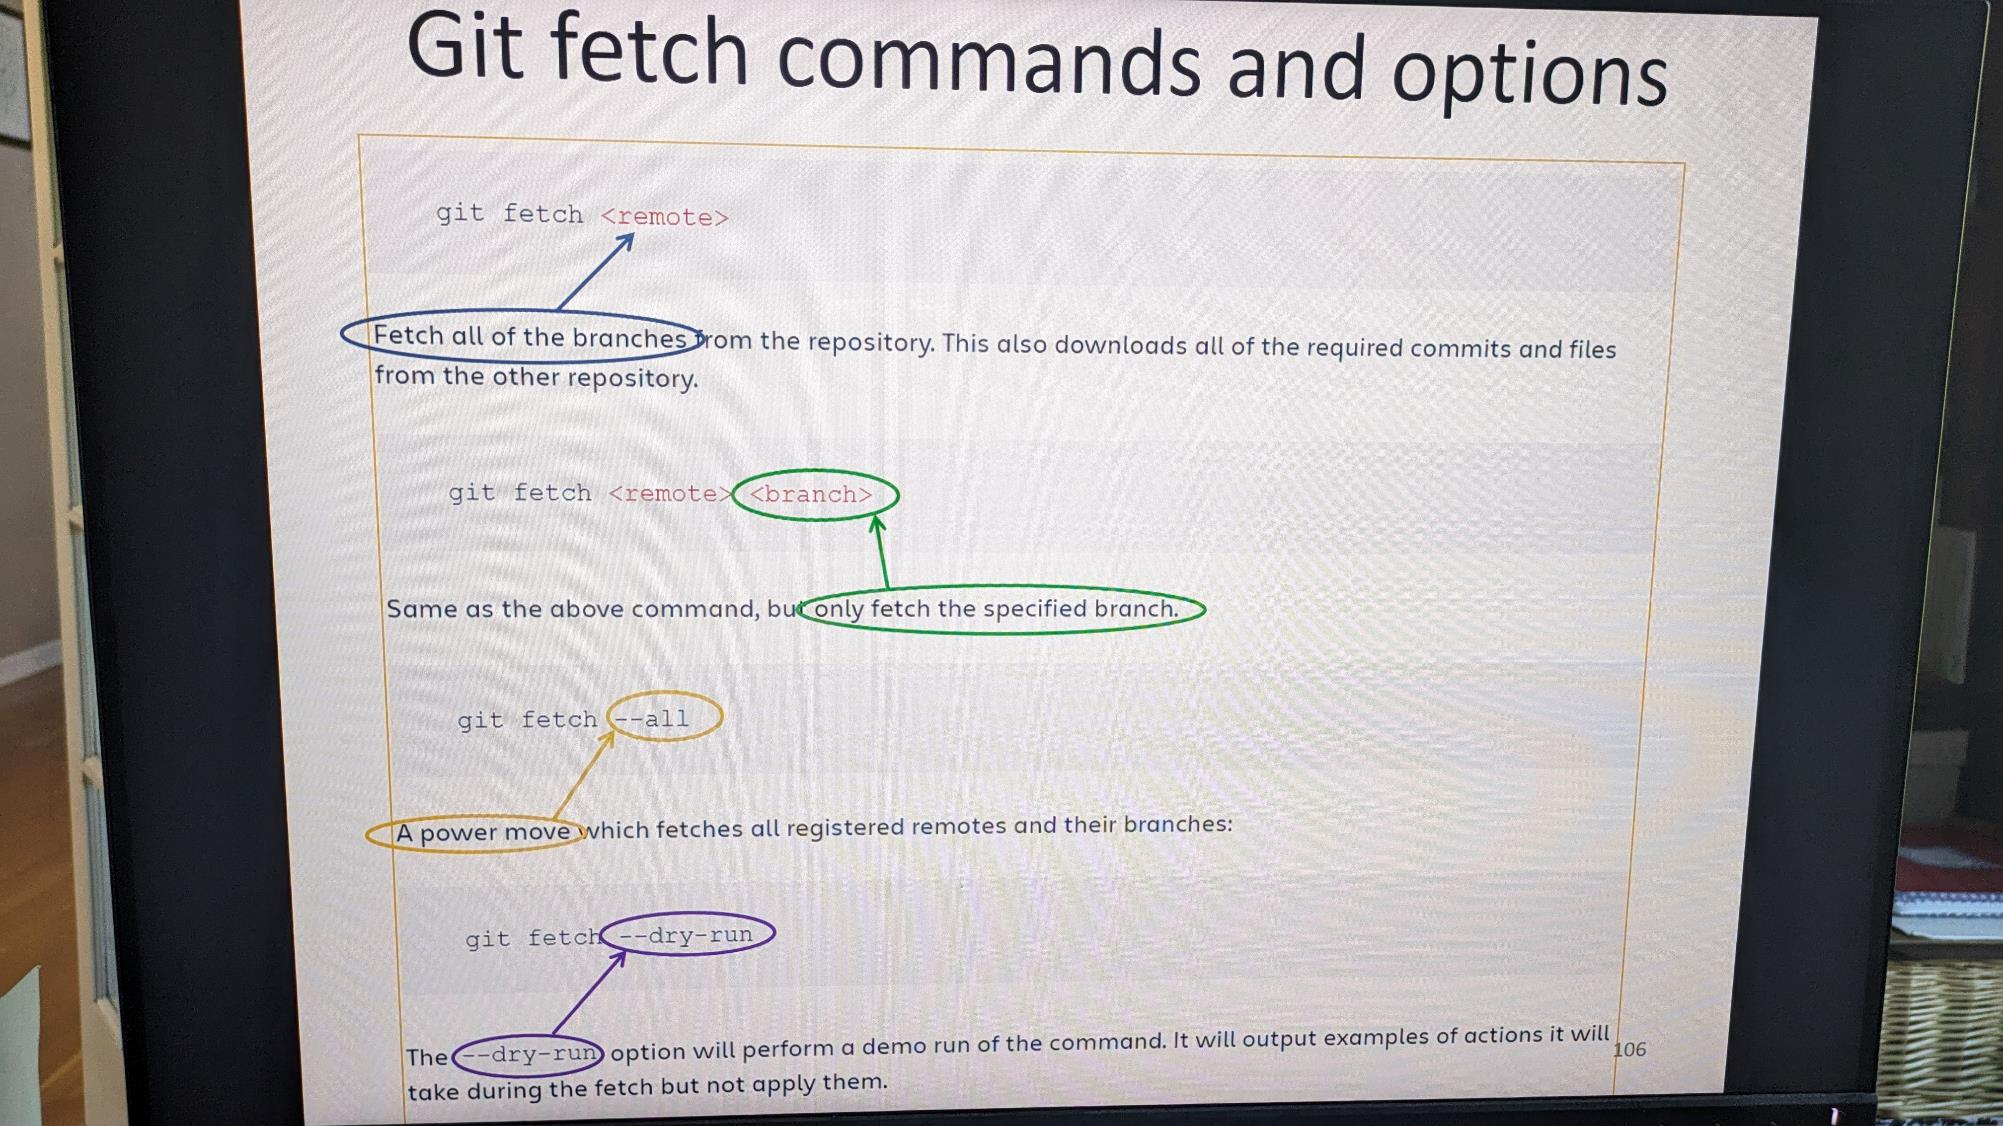 Git fetch commands and options
git fetch <remote>
Fetch all of the branches from the repository. This also downloads all of the required commits and files
from the other repository.
git fetch <remote> <branch>
Same as the above command, but only fetch the specified branch.
git fetch --all
A power move which fetches all registered remotes and their branches:
git fetch --dry-run
The --dry-run option will perform a demo run of the command. It will output examples of actions it will
take during the fetch but not apply them.
106